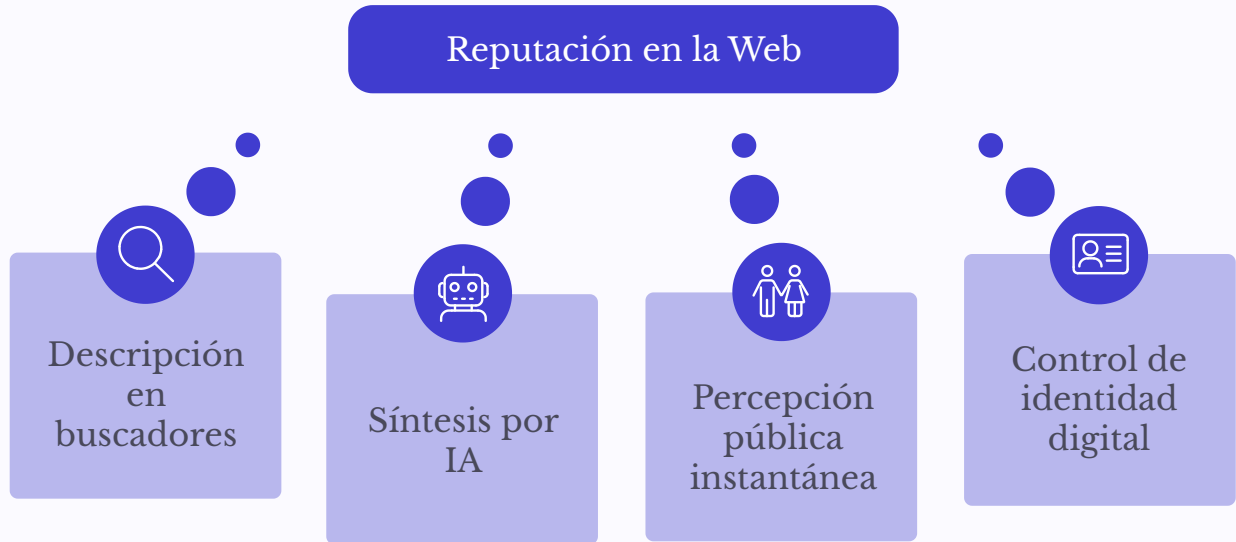 Reputación en la Web
Descripción
en
buscadores
Síntesis por
IA
Percepción
pública
instantánea
Control de
identidad
digital